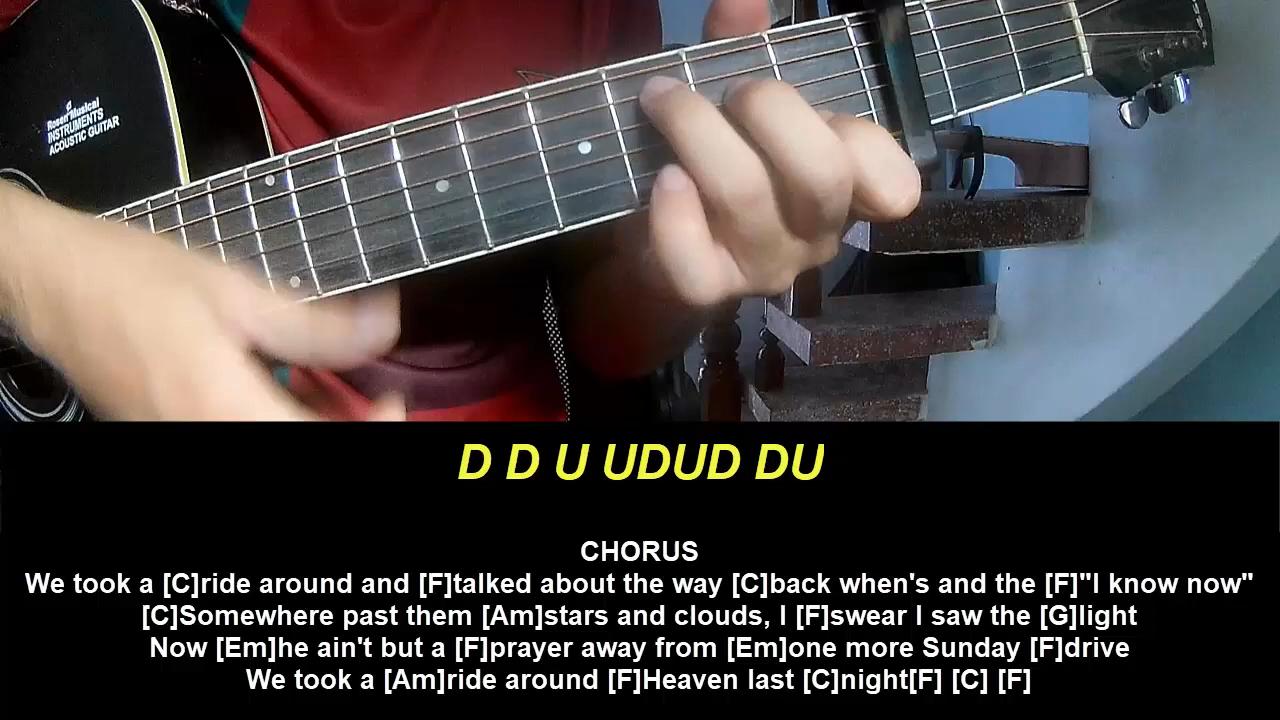 Rosen Musical
INSTRUMENTS
ACOUSTIC GUITAR
D D U UDUD DU
CHORUS
We took a [C]ride around and [F]talked about the way [C]back when's and the [F]"I know now"
[C]Somewhere past them [Am]stars and clouds, I [F]swear I saw the [G]light
Now [Em]he ain't but a [F]prayer away from [Em]one more Sunday [F]drive
We took a [Am]ride around [F]Heaven last [C]night[F] [C] [F]